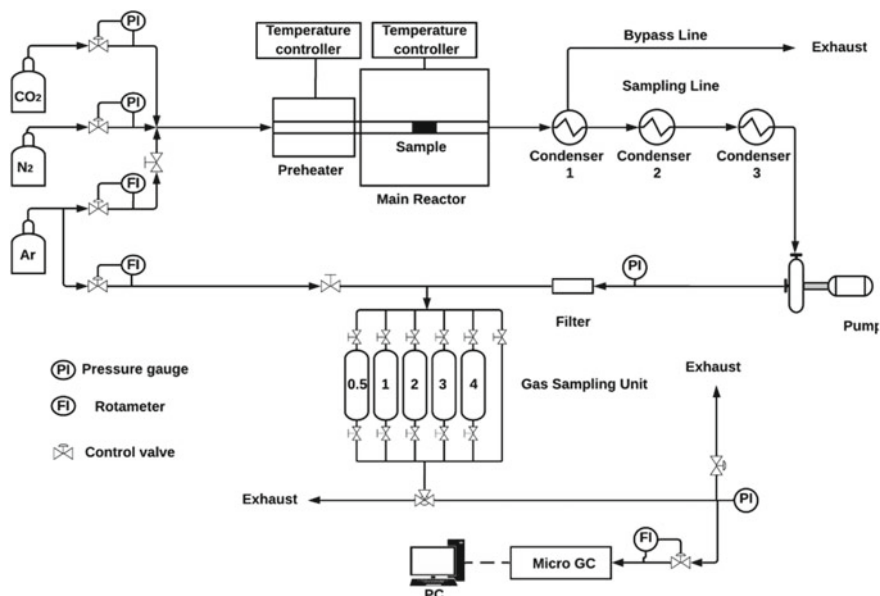 PI
Temperature
controller
Temperature
controller
Bypass Line
Exhaust
CO2
PI
Sampling Line
N2
Sample
Preheater
Condenser
1
Condenser
2
Condenser
3
FI
Main Reactor
Ar
FI
PI
Filter
Pump
PI Pressure gauge
0.5 1 2 3 4
Gas Sampling Unit
Exhaust
FI Rotameter
Control valve
Exhaust
PI
FI
Micro GC
PC